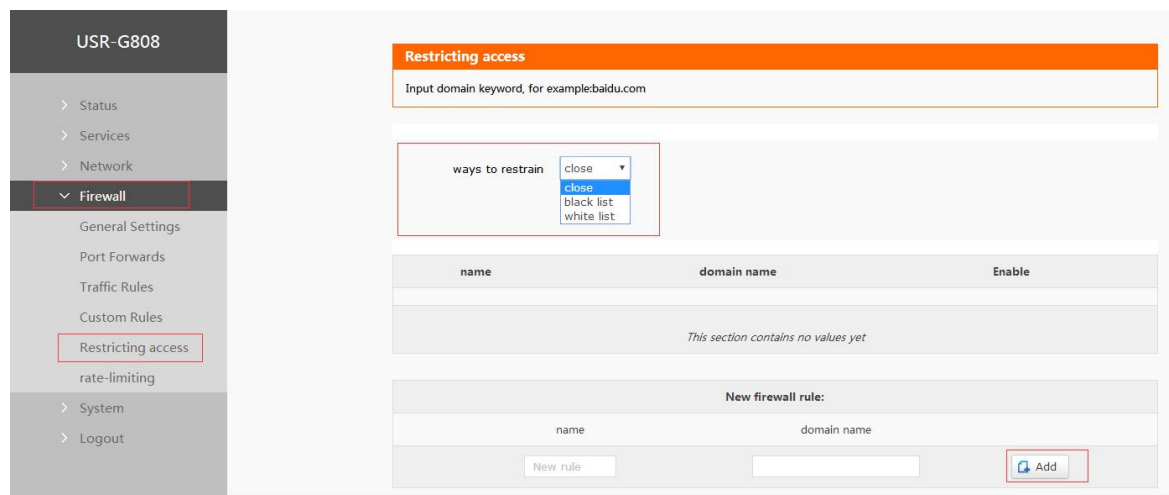 USR-G808
Status
Services
Network
Firewall
General Settings
Port Forwards
Traffic Rules
Custom Rules
Restricting access
rate-limiting
System
Logout
Restricting access
Input domain keyword, for example:baidu.com
ways to restrain close
close
black list
white list
name domain name Enable
This section contains no values yet
New firewall rule:
name domain name
New rule Add